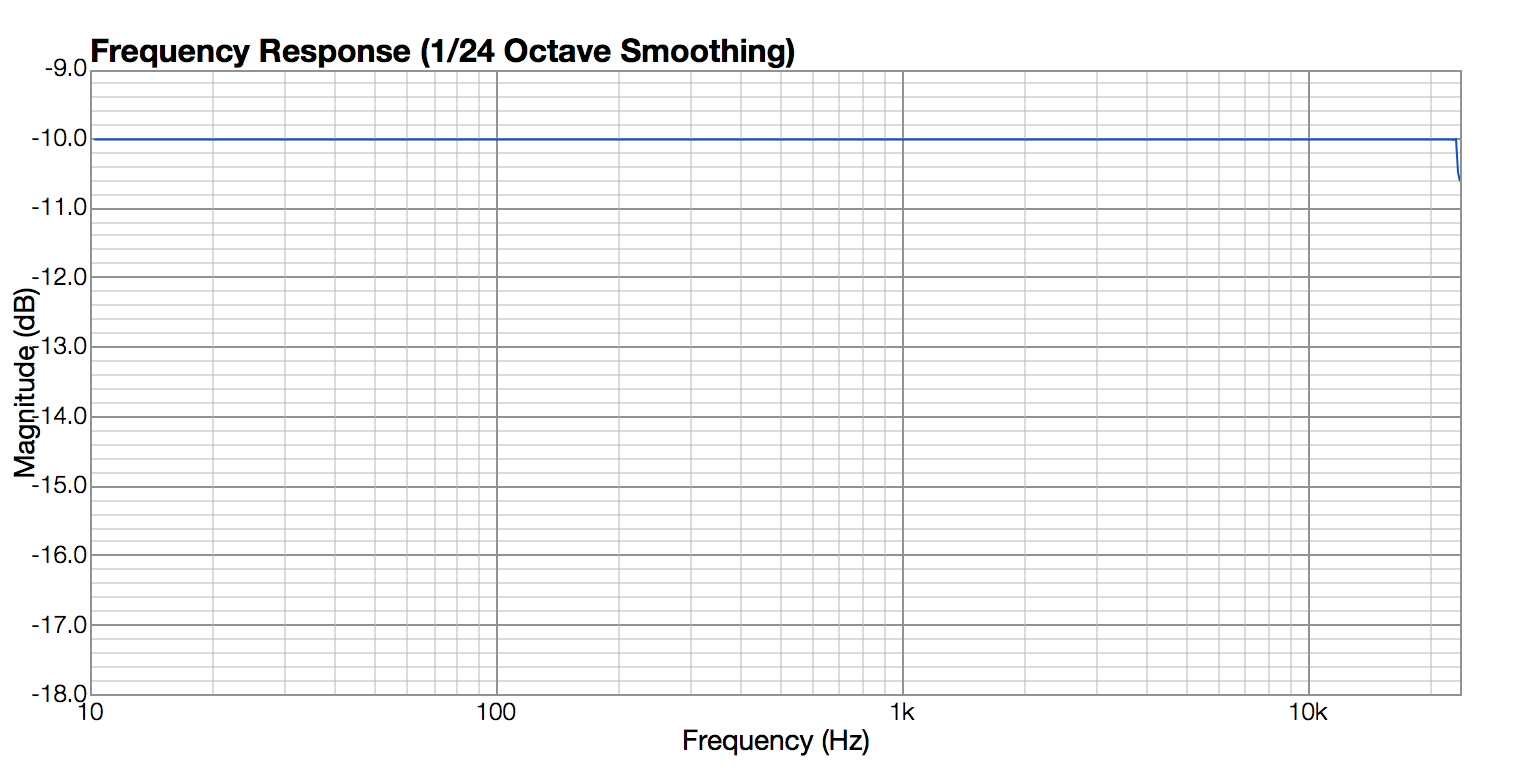 Frequency Response (1/24 Octave Smoothing)
-9.0
-10.0
-11.0
-12.0
-13.0
-14.0
-15.0
-16.0
-17.0
-18.0
Magnitude (dB)
10 100 1k 10k
Frequency (Hz)